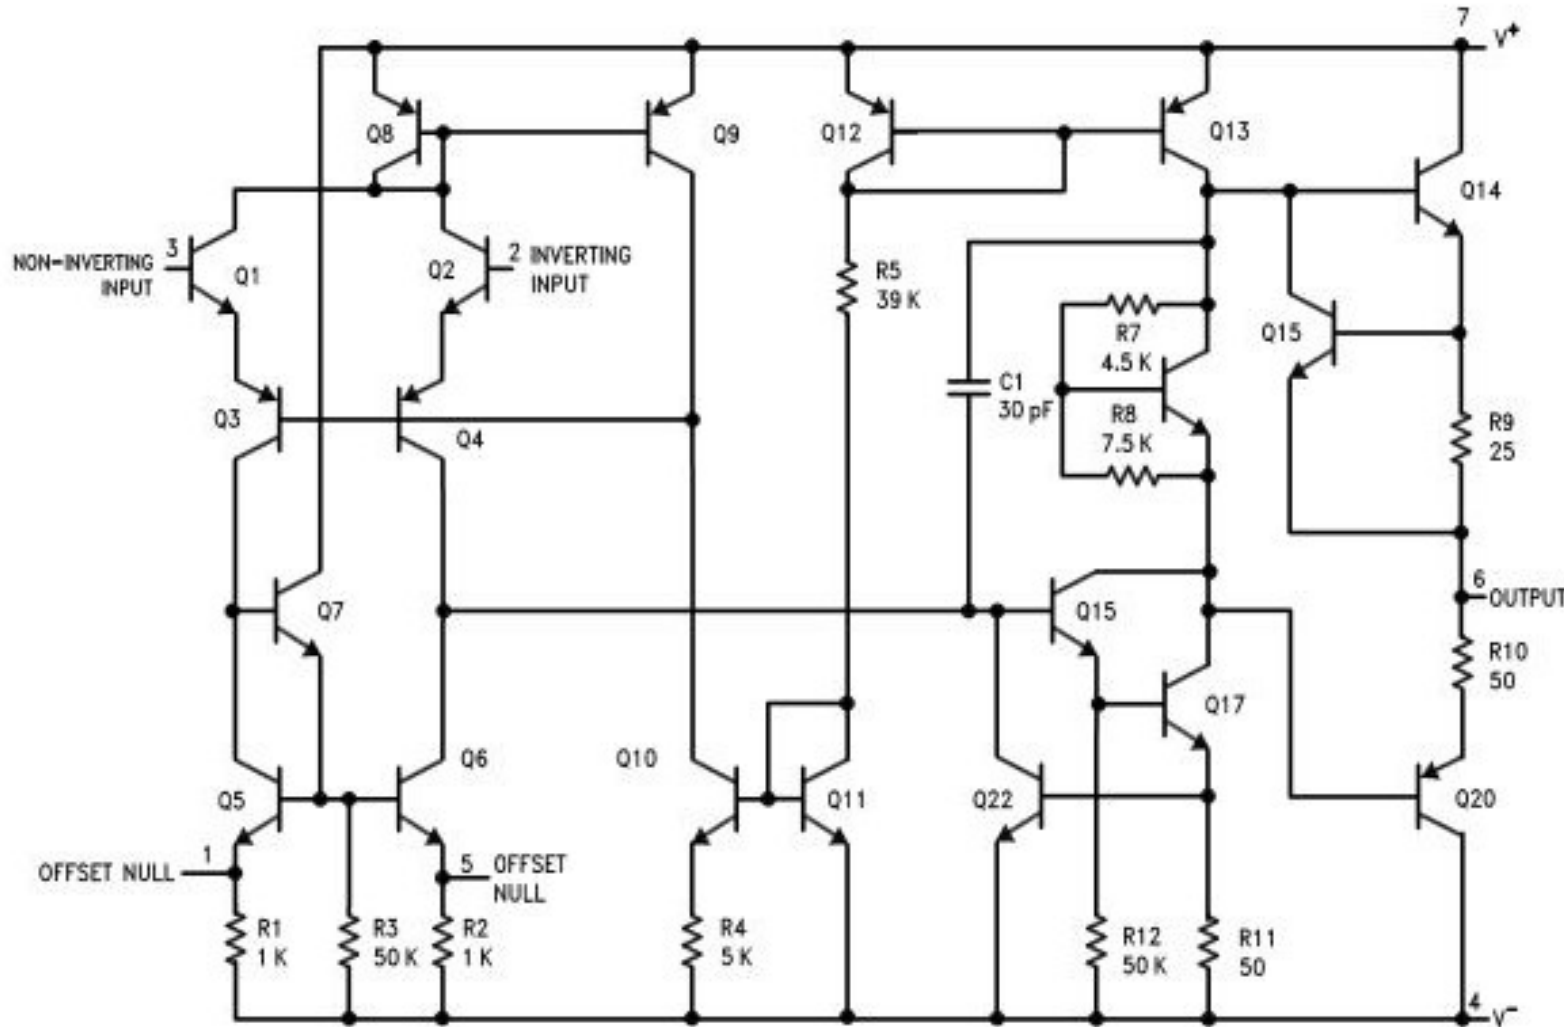 7
V+
Q8
Q9
Q12
Q13
Q14
3
NON-INVERTING
INPUT
Q1
Q2
2 INVERTING
INPUT
R5
39 K
R7
4.5 K
Q15
C1
30 pF
R8
7.5 K
Q3
Q4
R9
25
6
OUTPUT
Q7
Q15
R10
50
Q17
Q5
Q6
Q10
Q11
Q22
Q20
1
OFFSET NULL
5 OFFSET
NULL
R1
1 K
R3
50 K
R2
1 K
R4
5 K
R12
50 K
R11
50
4
V-